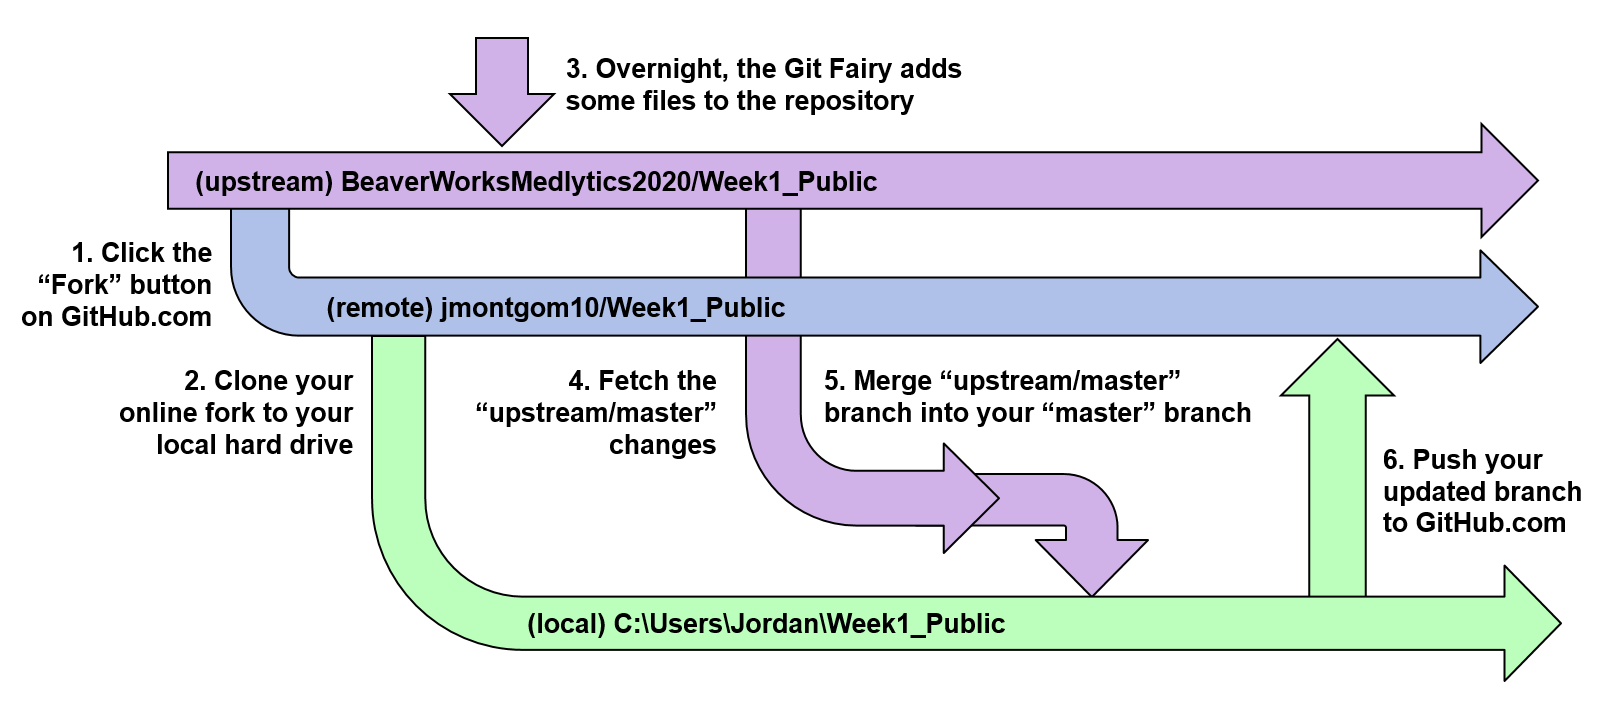 3. Overnight, the Git Fairy adds
some files to the repository
(upstream) BeaverWorksMedlytics2020/Week1_Public
1. Click the
“Fork” button
on GitHub.com
(remote) jmontgom10/Week1_Public
2. Clone your
online fork to your
local hard drive
4. Fetch the
“upstream/master”
changes
5. Merge “upstream/master”
branch into your “master” branch
6. Push your
updated branch
to GitHub.com
(local) C:\Users\Jordan\Week1_Public